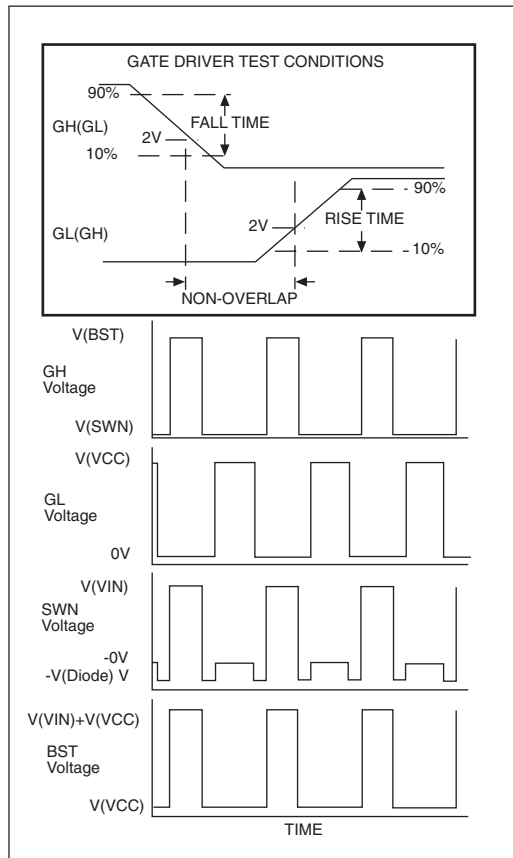 GATE DRIVER TEST CONDITIONS
90%
FALL TIME
GH(GL)
2V
10%
90%
RISE TIME
2V
GL(GH)
10%
NON-OVERLAP
V(BST)
GH
Voltage
V(SWN)
V(VCC)
GL
Voltage
0V
V(VIN)
SWN
Voltage
-0V
-V(Diode) V
V(VIN)+V(VCC)
BST
Voltage
V(VCC)
TIME